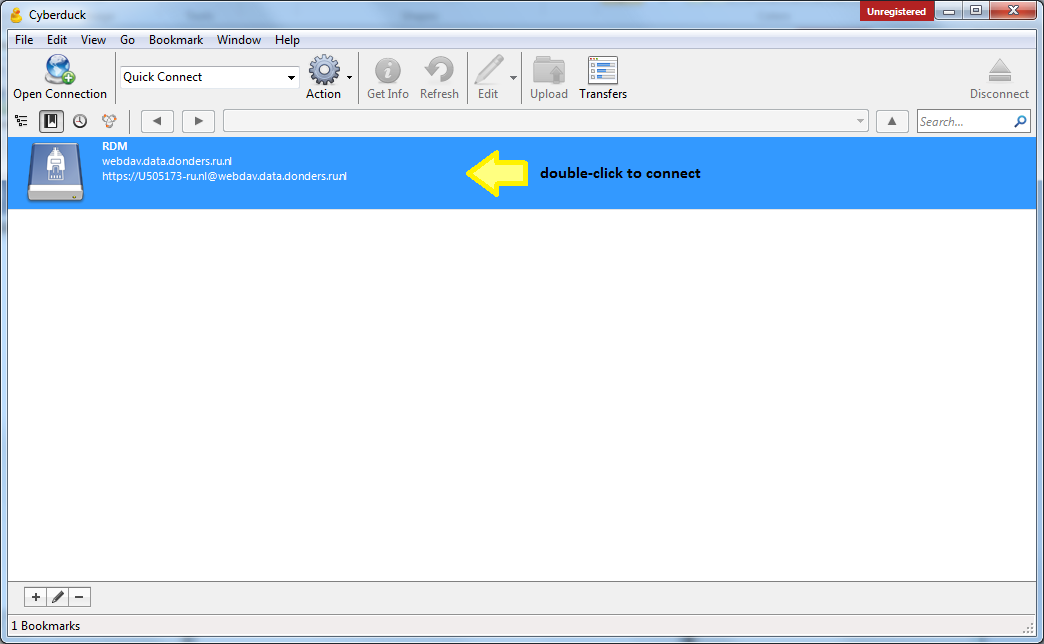 Cyberduck
Unregistered
File Edit View Go Bookmark Window Help
Open Connection
Quick Connect
Action
Get Info
Refresh
Edit
Upload
Transfers
Disconnect
Search...
RDM
webdav.data.donders.ru.nl
https://U505173-ru.nl@webdav.data.donders.ru.nl
double-click to connect
1 Bookmarks